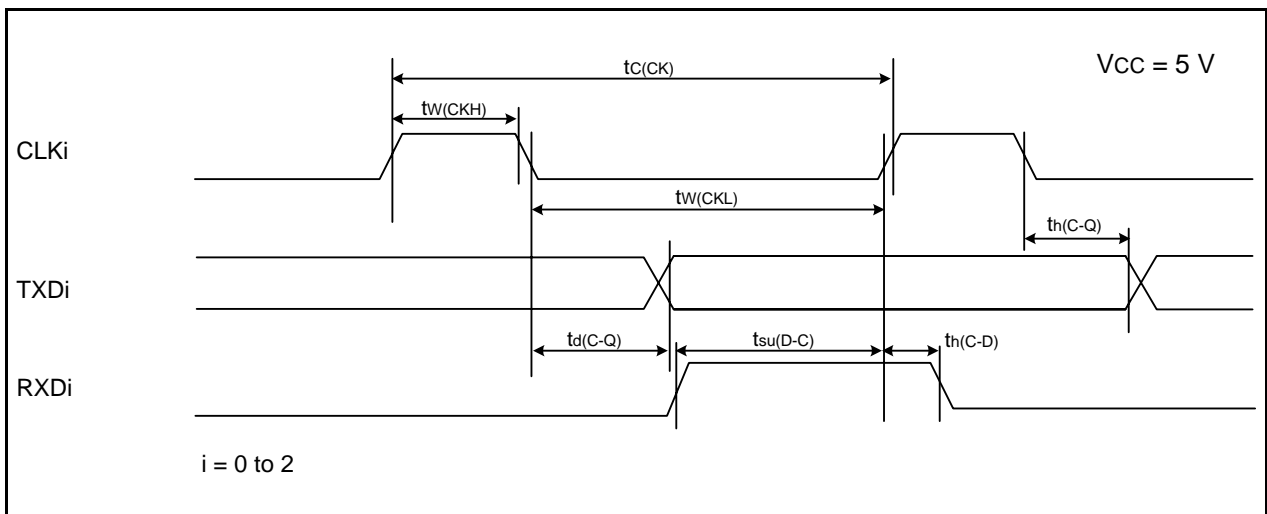 tC(CK)
VCC = 5 V
tW(CKH)
CLKi
tW(CKL)
th(C-Q)
TXDi
td(C-Q)
tsu(D-C)
th(C-D)
RXDi
i = 0 to 2